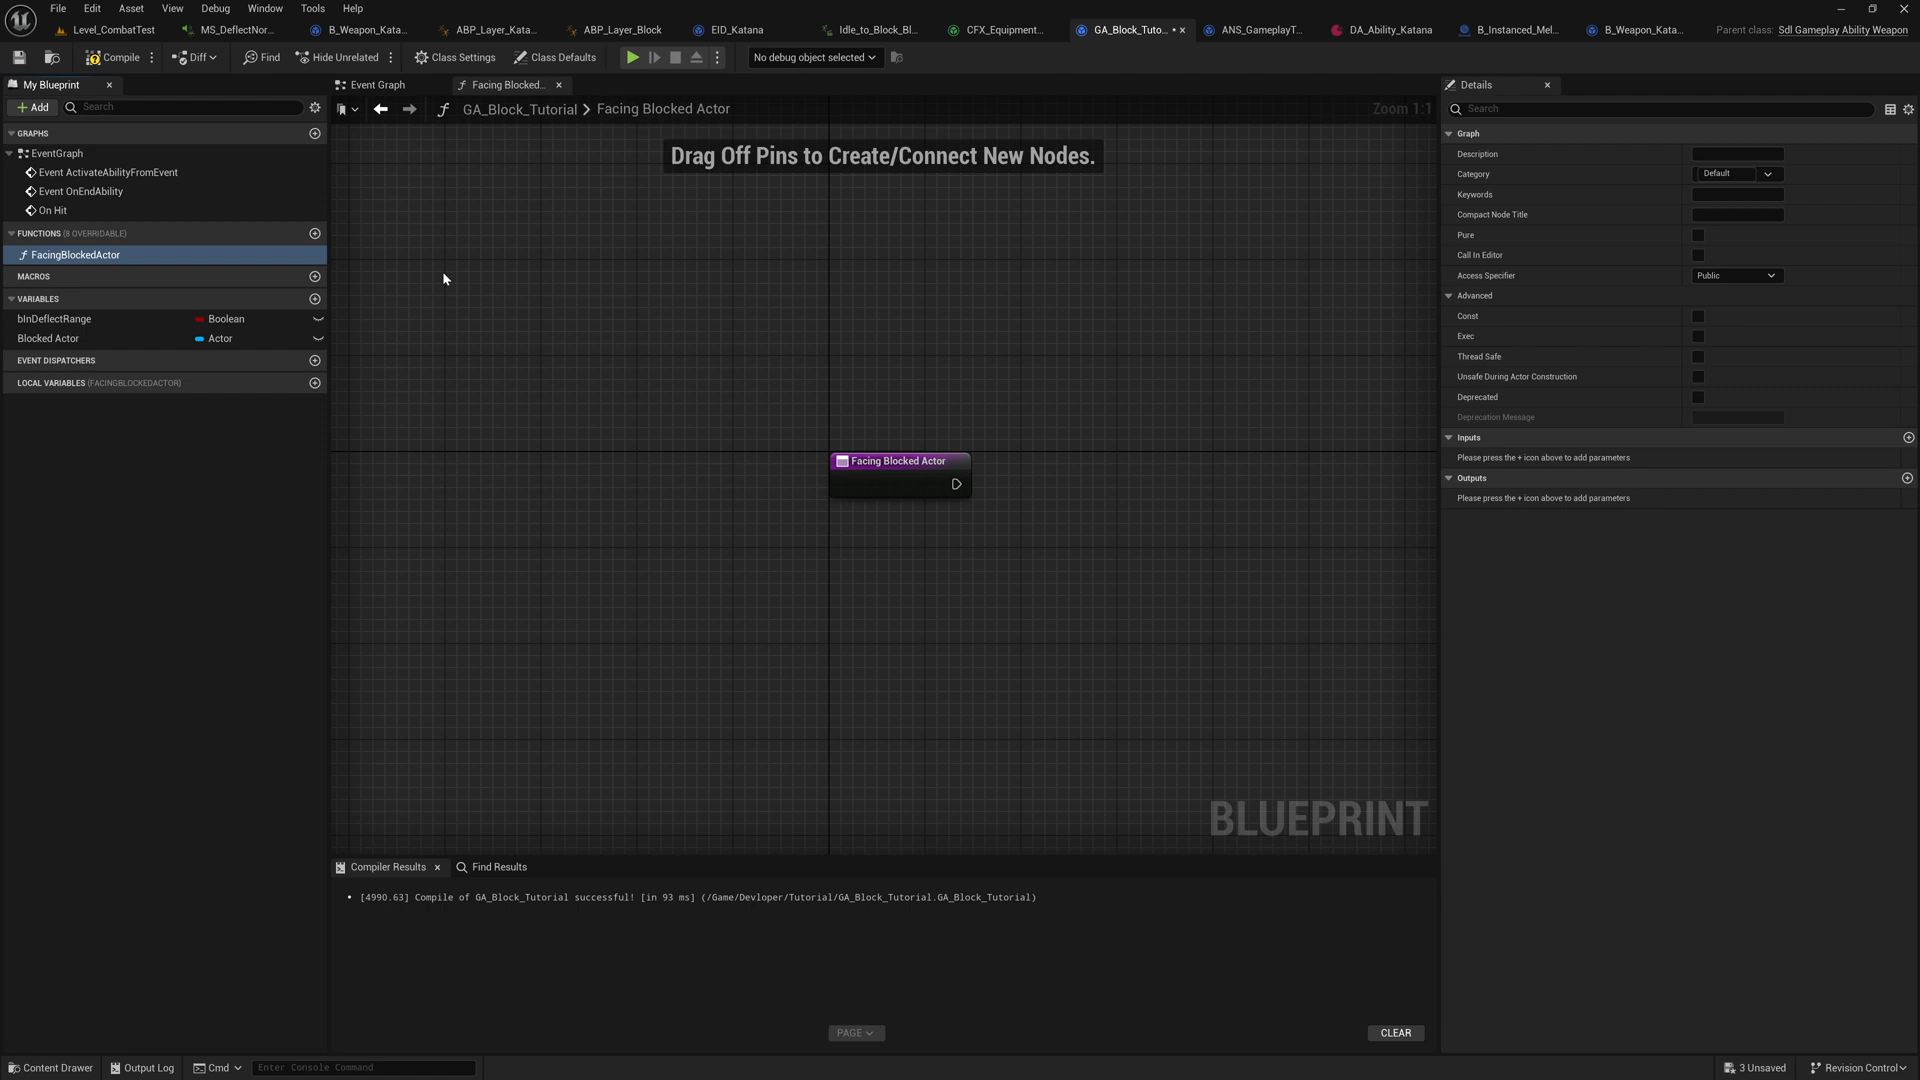 File Edit Asset View Window Debug Tools Help
Level_CombatTest MS_DeflectNor... B_Weapon_Kata... ABP_Layer_Kata... ABP_Layer_Block EID_Katana Idle_to_Block_Bl... CFX_Equipment... GA_Block_Tuto... • ANS_GameplayT... DA_Ability_Katana B_Instanced_Mel... B_Weapon_Kata... Parent class: Sdl Gameplay Ability Weapon
Compile Diff Find Hide Unrelated Class Settings Class Defaults No debug object selected
My Blueprint
Event Graph
Facing Blocked...
Details
Add
Search
GA_Block_Tutorial > Facing Blocked Actor
Zoom 1:1
Search
GRAPHS
EventGraph
Event ActivateAbilityFromEvent
Event OnEndAbility
On Hit
FUNCTIONS (8 OVERRIDABLE)
FacingBlockedActor
MACROS
VARIABLES
bInDeflectRange Boolean
Blocked Actor Actor
EVENT DISPATCHERS
LOCAL VARIABLES (FACINGBLOCKEDACTOR)
Drag Off Pins to Create/Connect New Nodes.
Facing Blocked Actor
BLUEPRINT
Graph
Description
Category Default
Keywords
Compact Node Title
Pure
Call In Editor
Access Specifier Public
Advanced
Const
Exec
Thread Safe
Unsafe During Actor Construction
Deprecated
Deprecation Message
Inputs
Please press the + icon above to add parameters
Outputs
Please press the + icon above to add parameters
Compiler Results
Find Results
• [4990.63] Compile of GA_Block_Tutorial successful! [in 93 ms] (/Game/Devloper/Tutorial/GA_Block_Tutorial.GA_Block_Tutorial)
PAGE
CLEAR
Content Drawer Output Log Cmd Enter Console Command 3 Unsaved Revision Control